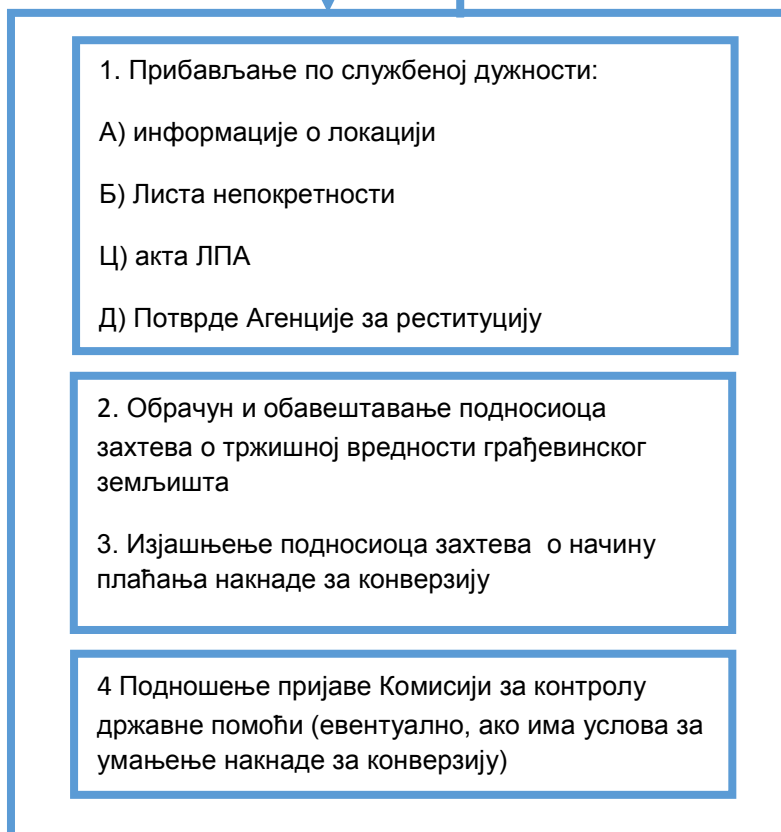 1. Прибављање по службеној дужности:
А) информације о локацији
Б) Листа непокретности
Ц) акта ЛПА
Д) Потврде Агенције за реституцију
2. Обрачун и обавештавање подносиоца
захтева о тржишној вредности грађевинског
земљишта
3. Изјашњење подносиоца захтева  о начину
плаћања накнаде за конверзију
4 Подношење пријаве Комисији за контролу
државне помоћи (евентуално, ако има услова за
умањење накнаде за конверзију)